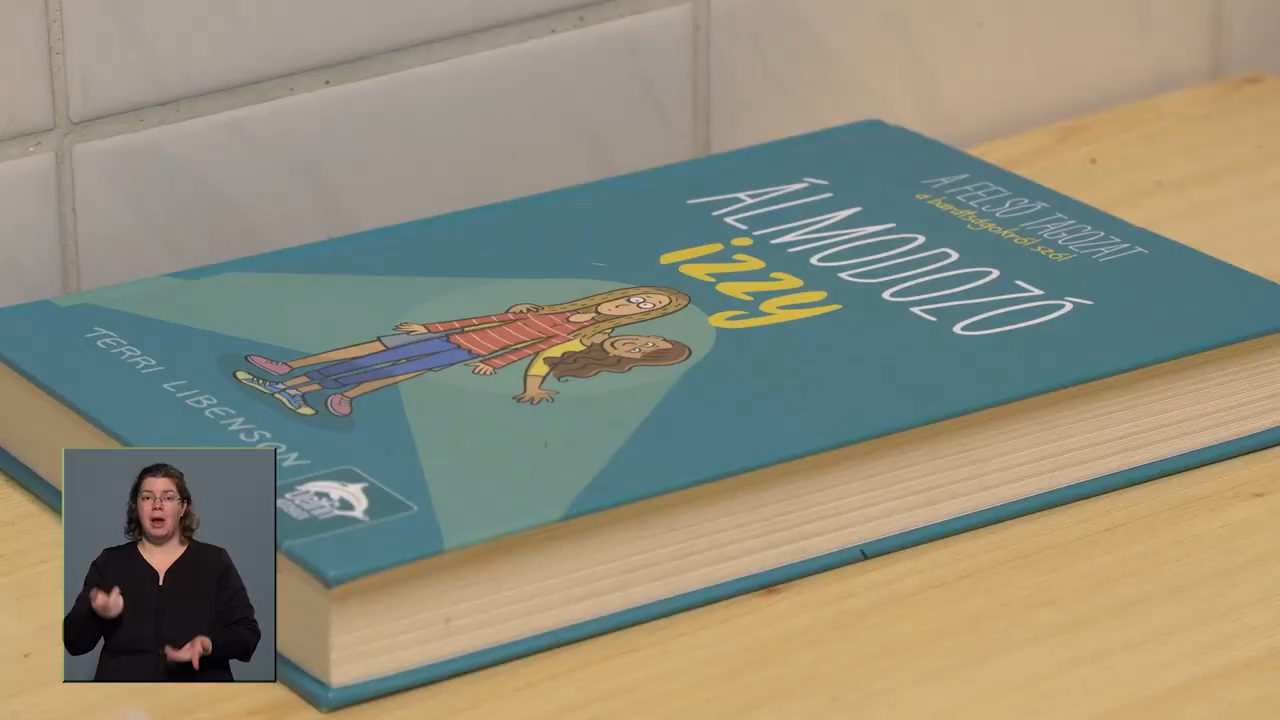 A FELSŐ TAGOZAT
a barátságokról szól
ÁLMODOZÓ
izzy
TERRI LIBENSON